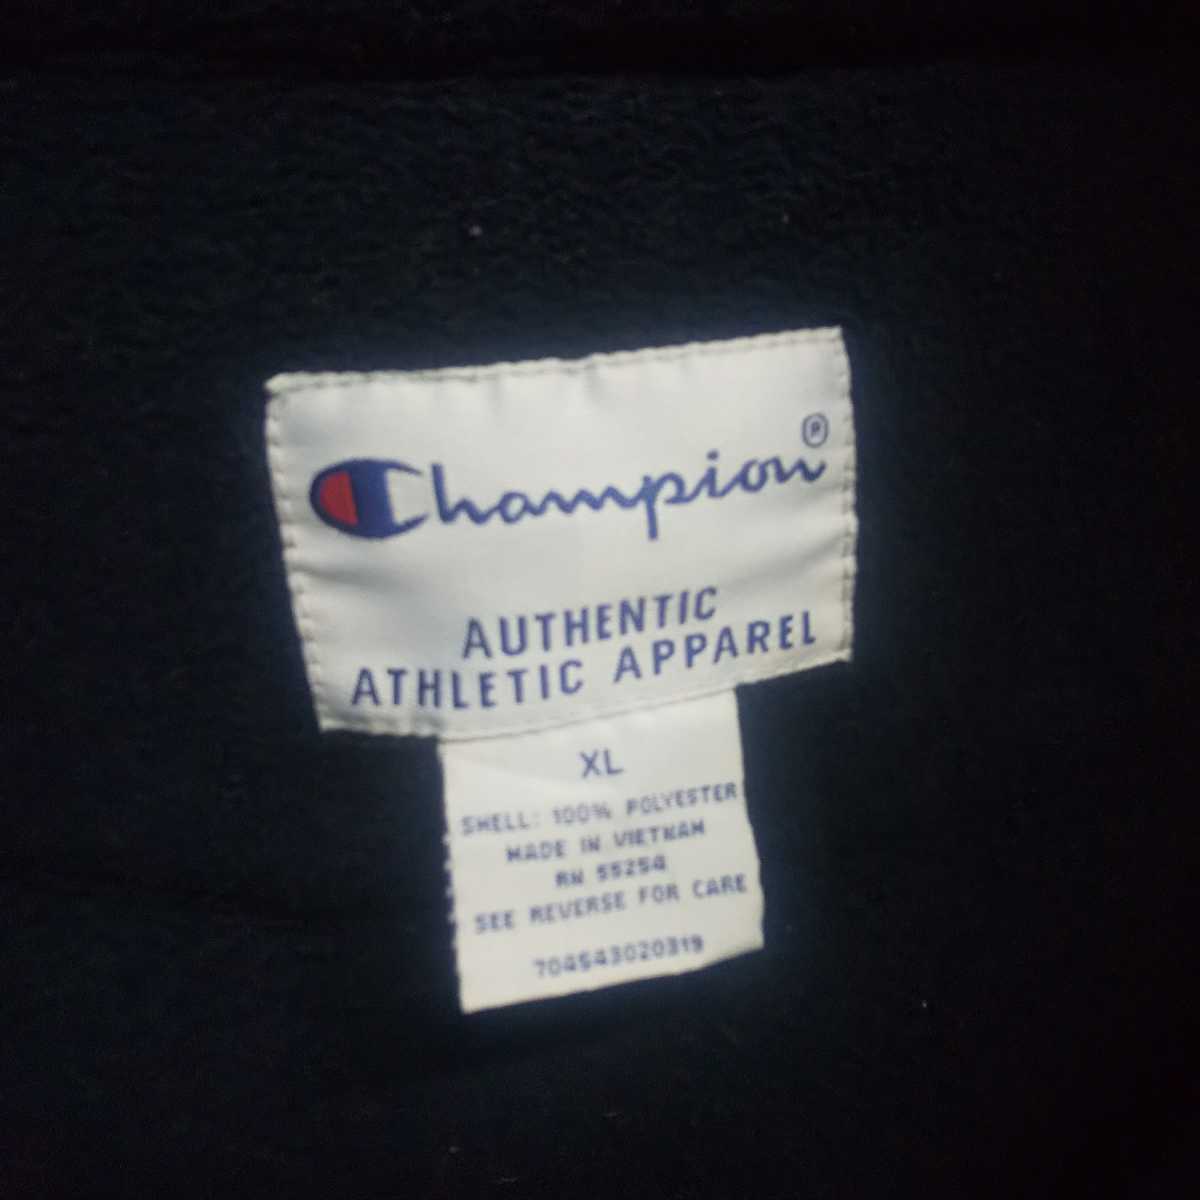 Champion®
AUTHENTIC
ATHLETIC APPAREL
XL
SHELL: 100% POLYESTER
MADE IN VIETNAM
RN 55254
SEE REVERSE FOR CARE
704543020319